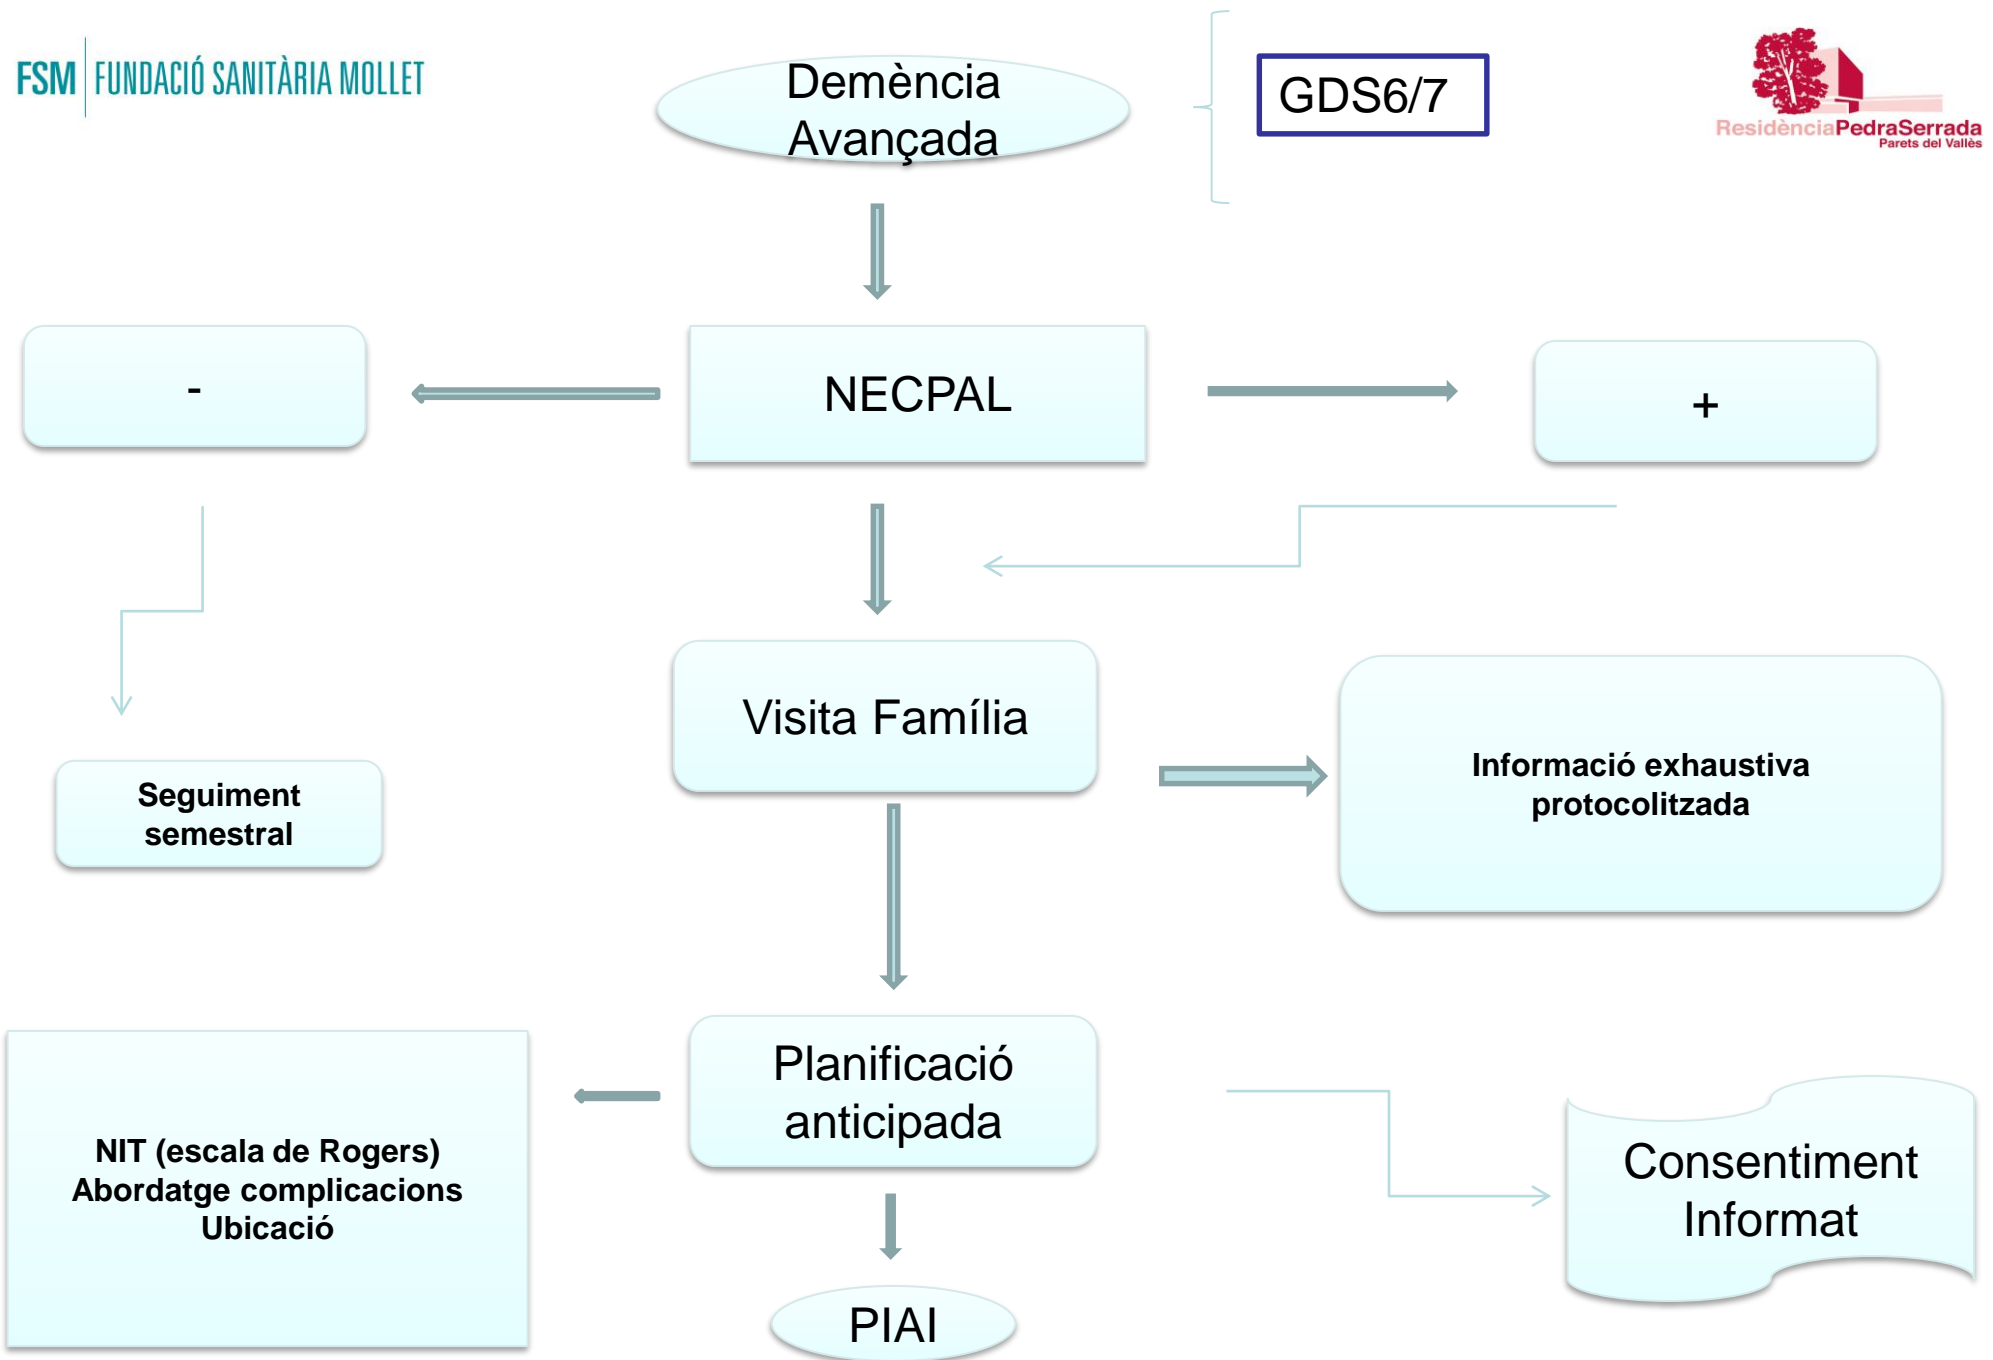 FSM FUNDACIÓ SANITÀRIA MOLLET
Demència
Avançada
GDS6/7
ResidènciaPedraSerrada
Parets del Vallès
-
NECPAL
+
Visita Família
Informació exhaustiva
protocolitzada
Seguiment
semestral
Planificació
anticipada
NIT (escala de Rogers)
Abordatge complicacions
Ubicació
Consentiment
Informat
PIAI